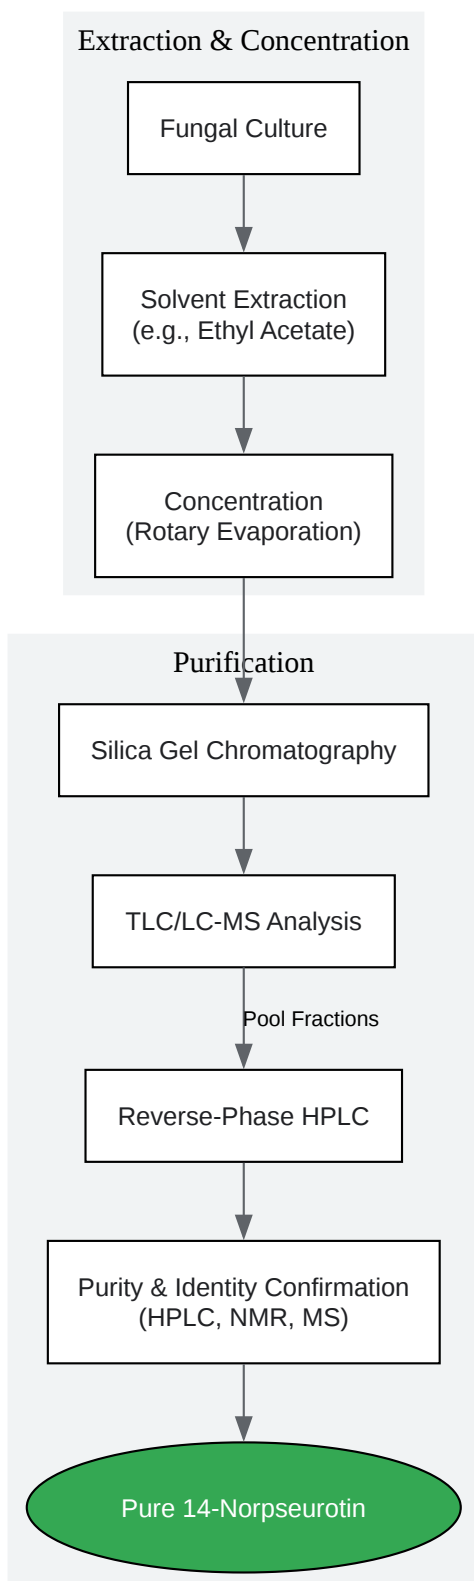 Extraction & Concentration
Fungal Culture
Solvent Extraction
(e.g., Ethyl Acetate)
Concentration
(Rotary Evaporation)
Purification
Silica Gel Chromatography
TLC/LC-MS Analysis
Pool Fractions
Reverse-Phase HPLC
Purity & Identity Confirmation
(HPLC, NMR, MS)
Pure 14-Norpseurotin